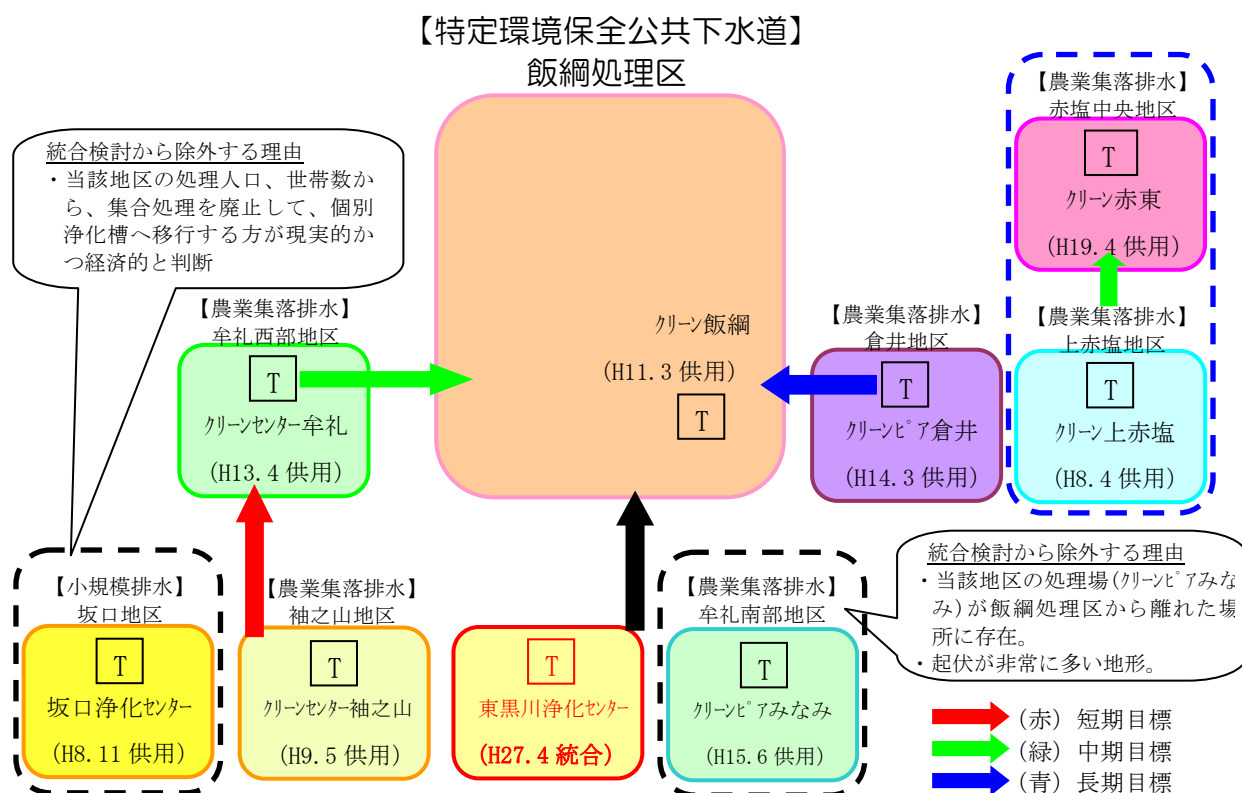 【特定環境保全公共下水道】
飯綱処理区
統合検討から除外する理由
・当該地区の処理人口、世帯数か
ら、集合処理を廃止して、個別
浄化槽へ移行する方が現実的か
つ経済的と判断
【農業集落排水】
赤塩中央地区
T
ｸﾘｰﾝ赤東
(H19.4 供用)
【農業集落排水】
牟礼西部地区
T
ｸﾘｰﾝｾﾝﾀｰ牟礼
(H13.4 供用)
ｸﾘｰﾝ飯綱
(H11.3 供用)
T
【農業集落排水】
倉井地区
T
ｸﾘｰﾝﾋﾟｱ倉井
(H14.3 供用)
【農業集落排水】
上赤塩地区
T
ｸﾘｰﾝ上赤塩
(H8.4 供用)
【小規模排水】
坂口地区
T
坂口浄化ｾﾝﾀｰ
(H8.11 供用)
【農業集落排水】
袖之山地区
T
ｸﾘｰﾝｾﾝﾀｰ袖之山
(H9.5 供用)
T
東黒川浄化ｾﾝﾀｰ
(H27.4 統合)
【農業集落排水】
牟礼南部地区
T
ｸﾘｰﾝﾋﾟｱみなみ
(H15.6 供用)
統合検討から除外する理由
・当該地区の処理場(ｸﾘｰﾝﾋﾟｱみな
み)が飯綱処理区から離れた場
所に存在。
・起伏が非常に多い地形。
(赤) 短期目標
(緑) 中期目標
(青) 長期目標